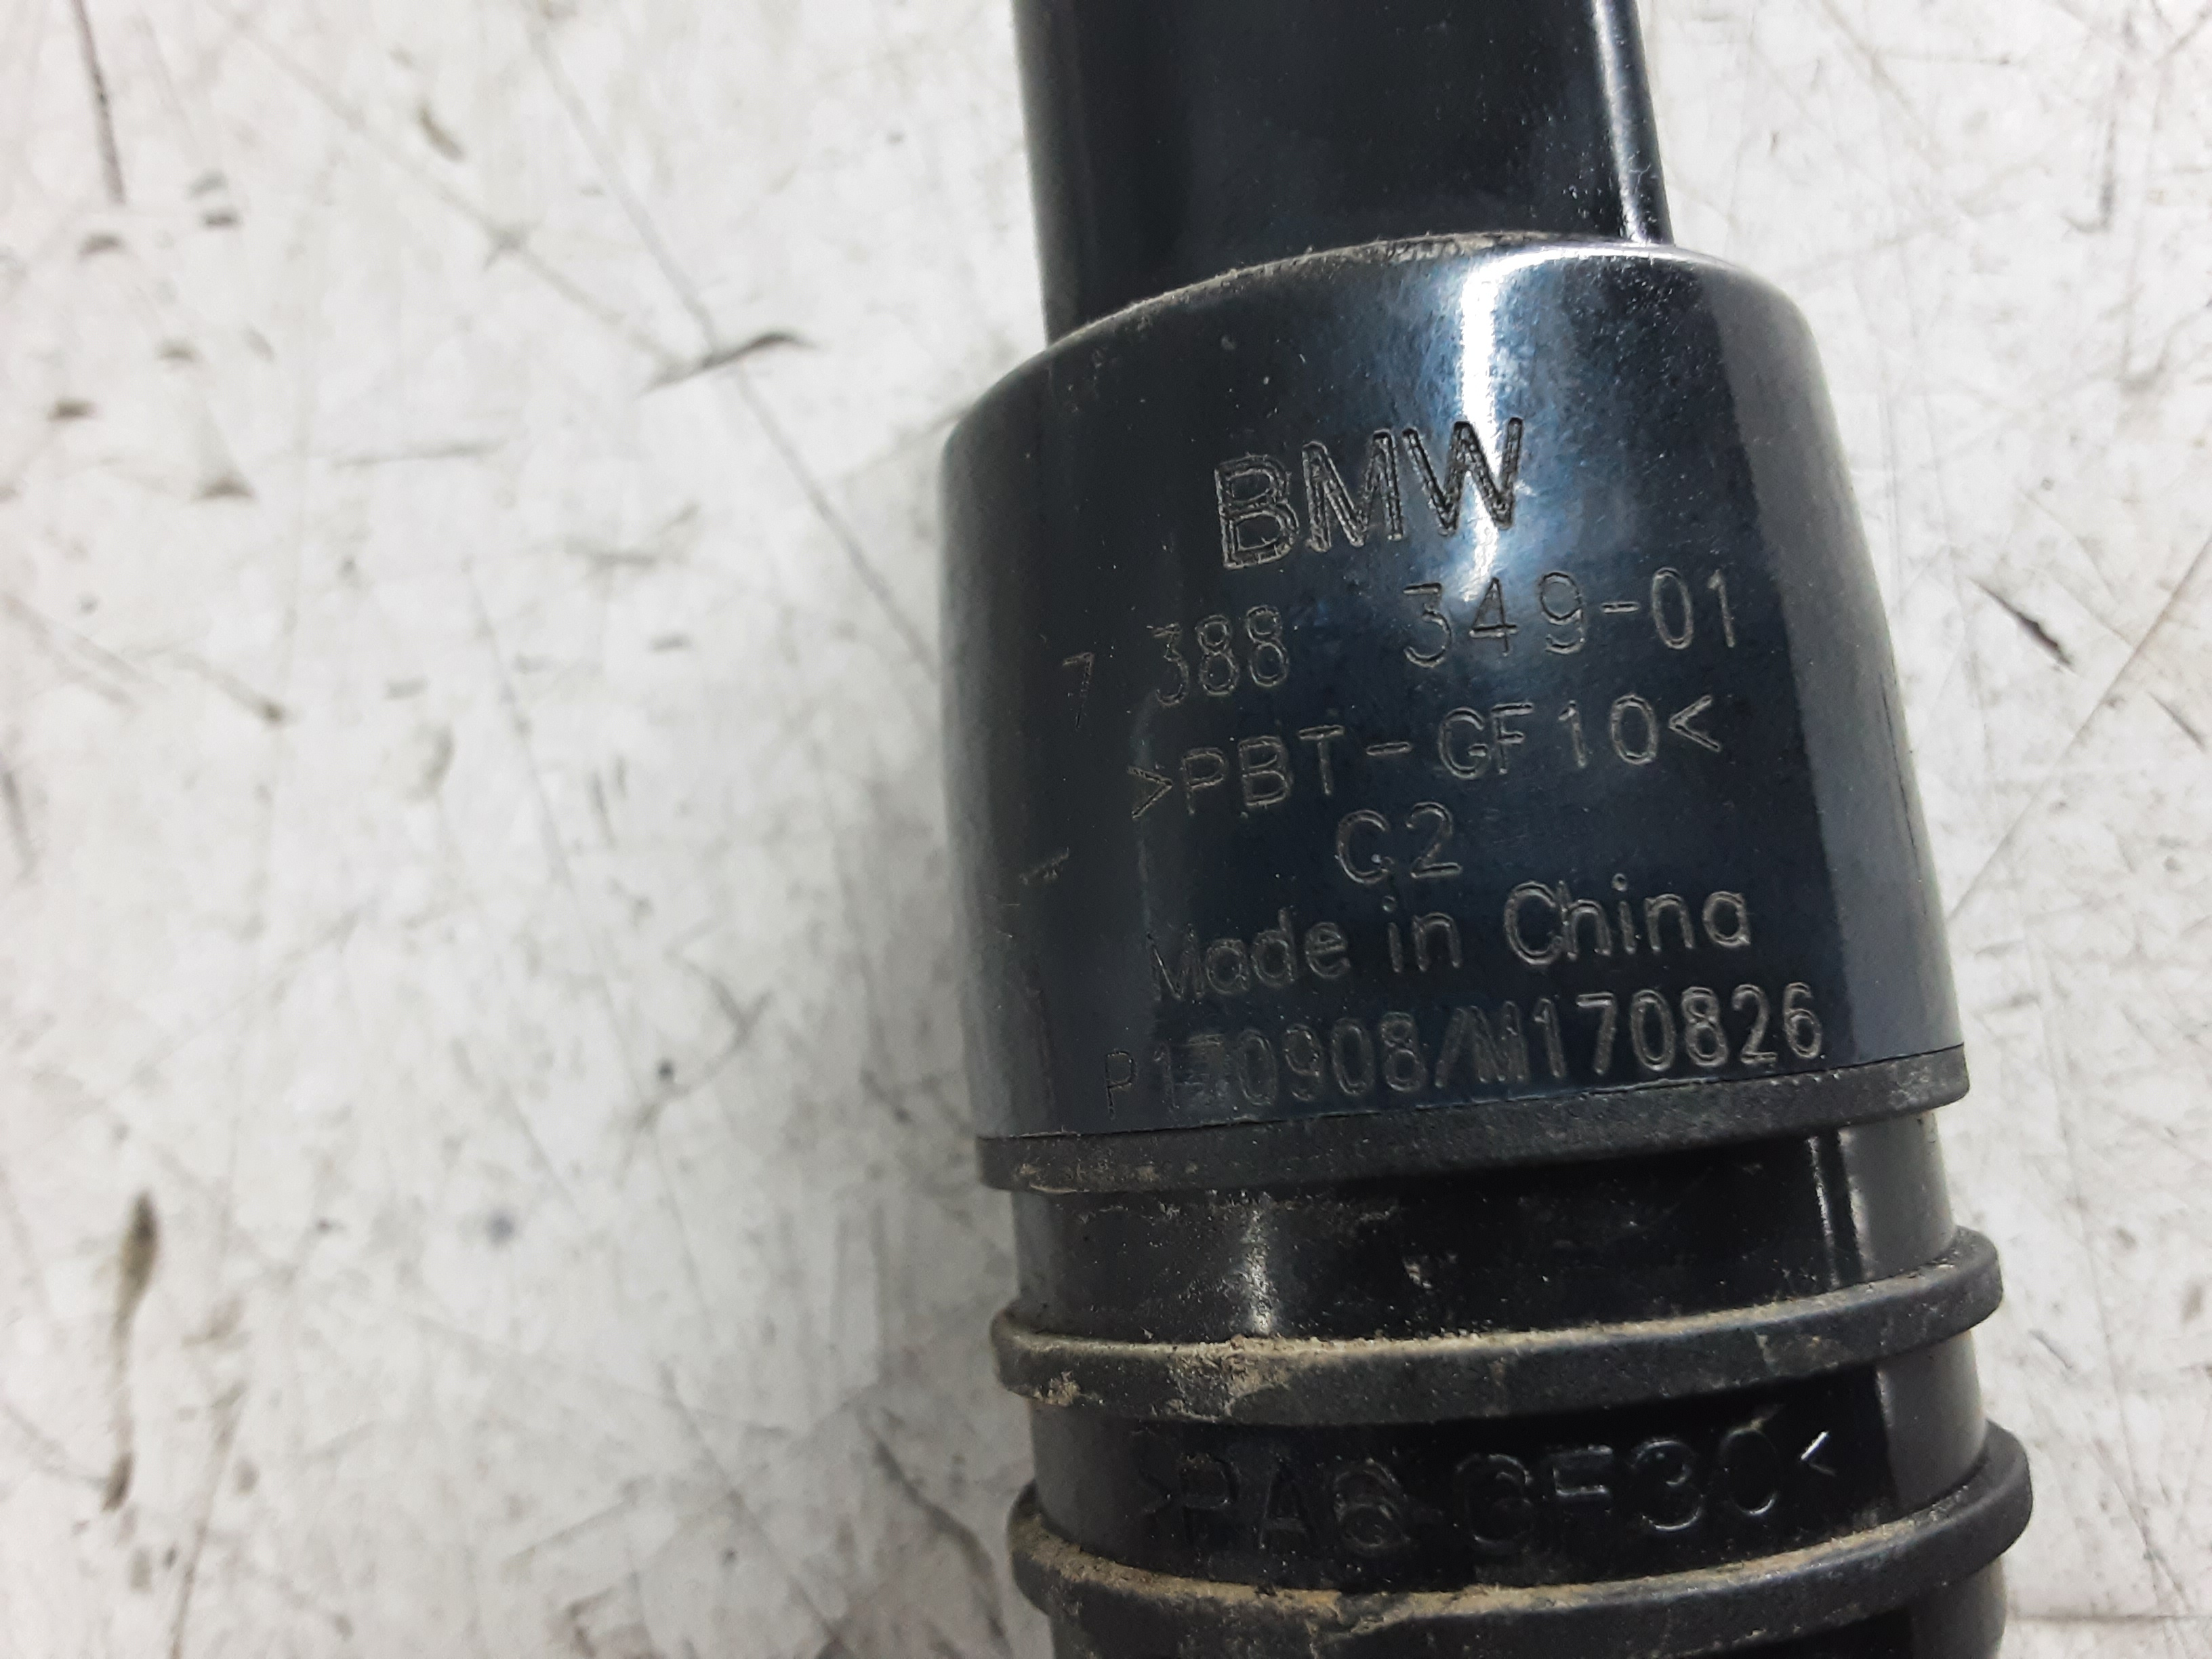 BMW
7 388 349-01
>PBT-GF10<
C2
Made in China
P170908/M170826
>PA6-GF30<